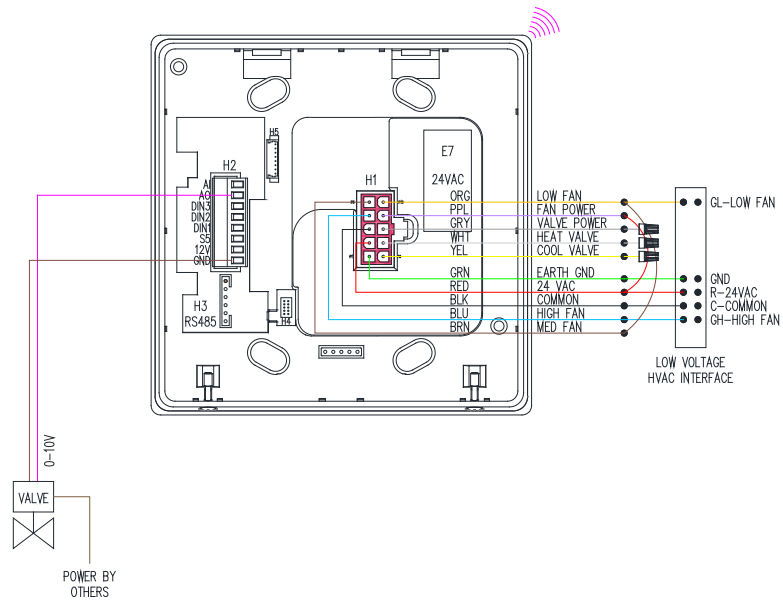 H5
H2
E7
24VAC
H1
AI
AO
DIN3
DIN2
DIN1
S5
12V
GND
ORG LOW FAN
PPL FAN POWER
GRY VALVE POWER
WHT HEAT VALVE
YEL COOL VALVE
GRN EARTH GND
RED 24 VAC
BLK COMMON
BLU HIGH FAN
BRN MED FAN
GL-LOW FAN
GND
R-24VAC
C-COMMON
GH-HIGH FAN
H3
RS485
H4
LOW VOLTAGE
HVAC INTERFACE
0-10V
VALVE
POWER BY
OTHERS